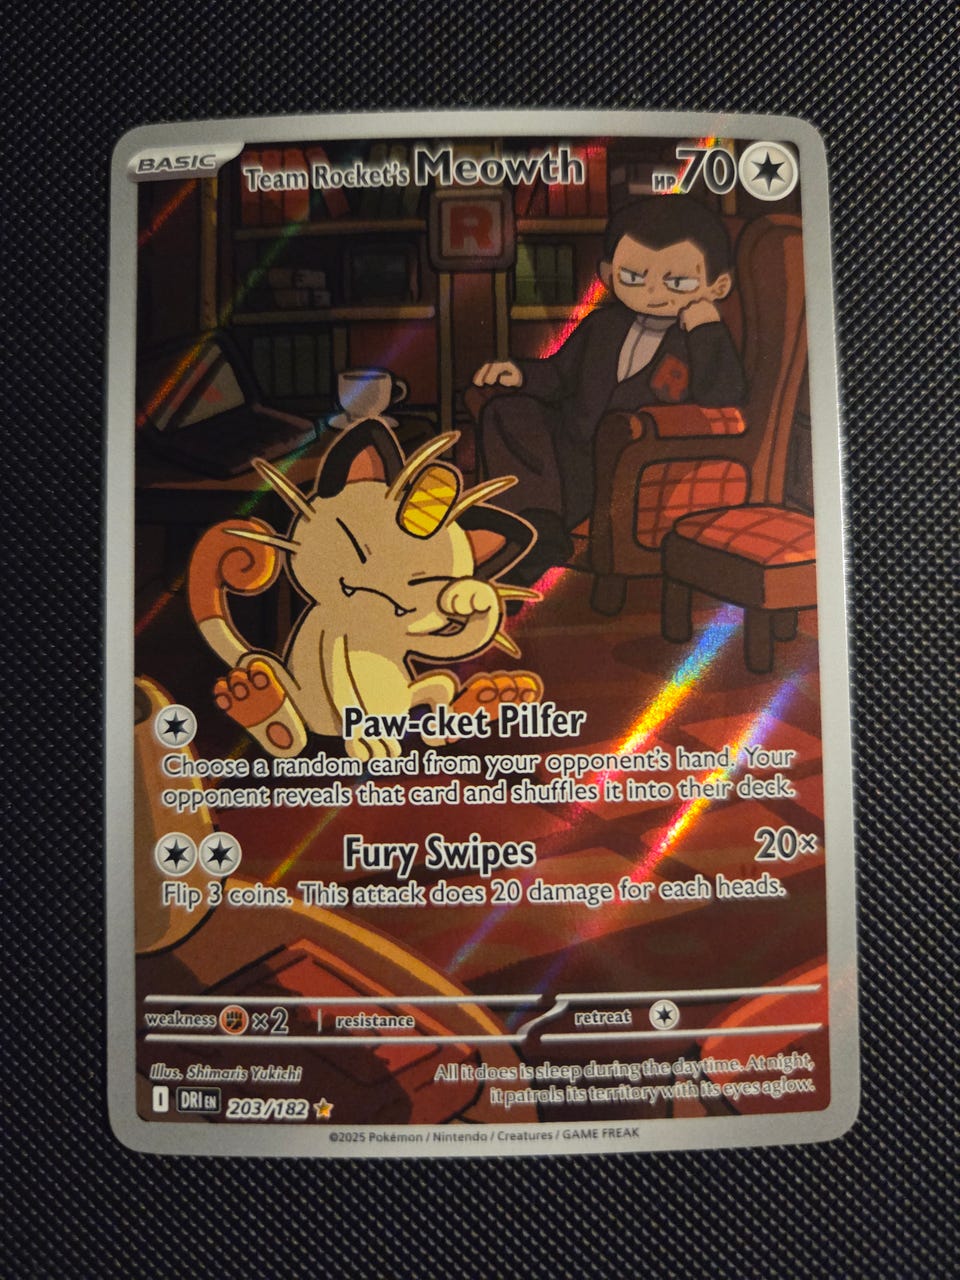 BASIC
Team Rocket's Meowth
HP 70
R
R
Paw-cket Pilfer
Choose a random card from your opponent's hand. Your
opponent reveals that card and shuffles it into their deck.
Fury Swipes 20×
Flip 3 coins. This attack does 20 damage for each heads.
weakness ×2 resistance retreat
Illus. Shimaris Yukichi
All it does is sleep during the daytime. At night,
it patrols its territory with its eyes aglow.
I DRI EN 203/182
©2025 Pokémon / Nintendo / Creatures / GAME FREAK